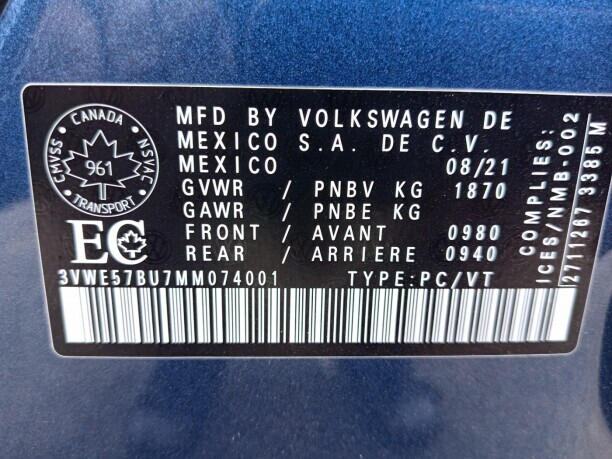 CANADA
CMVSS
NSVAC
961
TRANSPORT
EC
MFD BY VOLKSWAGEN DE
MEXICO S.A. DE C.V.
MEXICO 08/21
GVWR / PNBV KG 1870
GAWR / PNBE KG
FRONT / AVANT 0980
REAR / ARRIERE 0940
3VWE57BU7MM074001 TYPE:PC/VT
COMPLIES:
ICES/NMB-002
2711267 3385 M